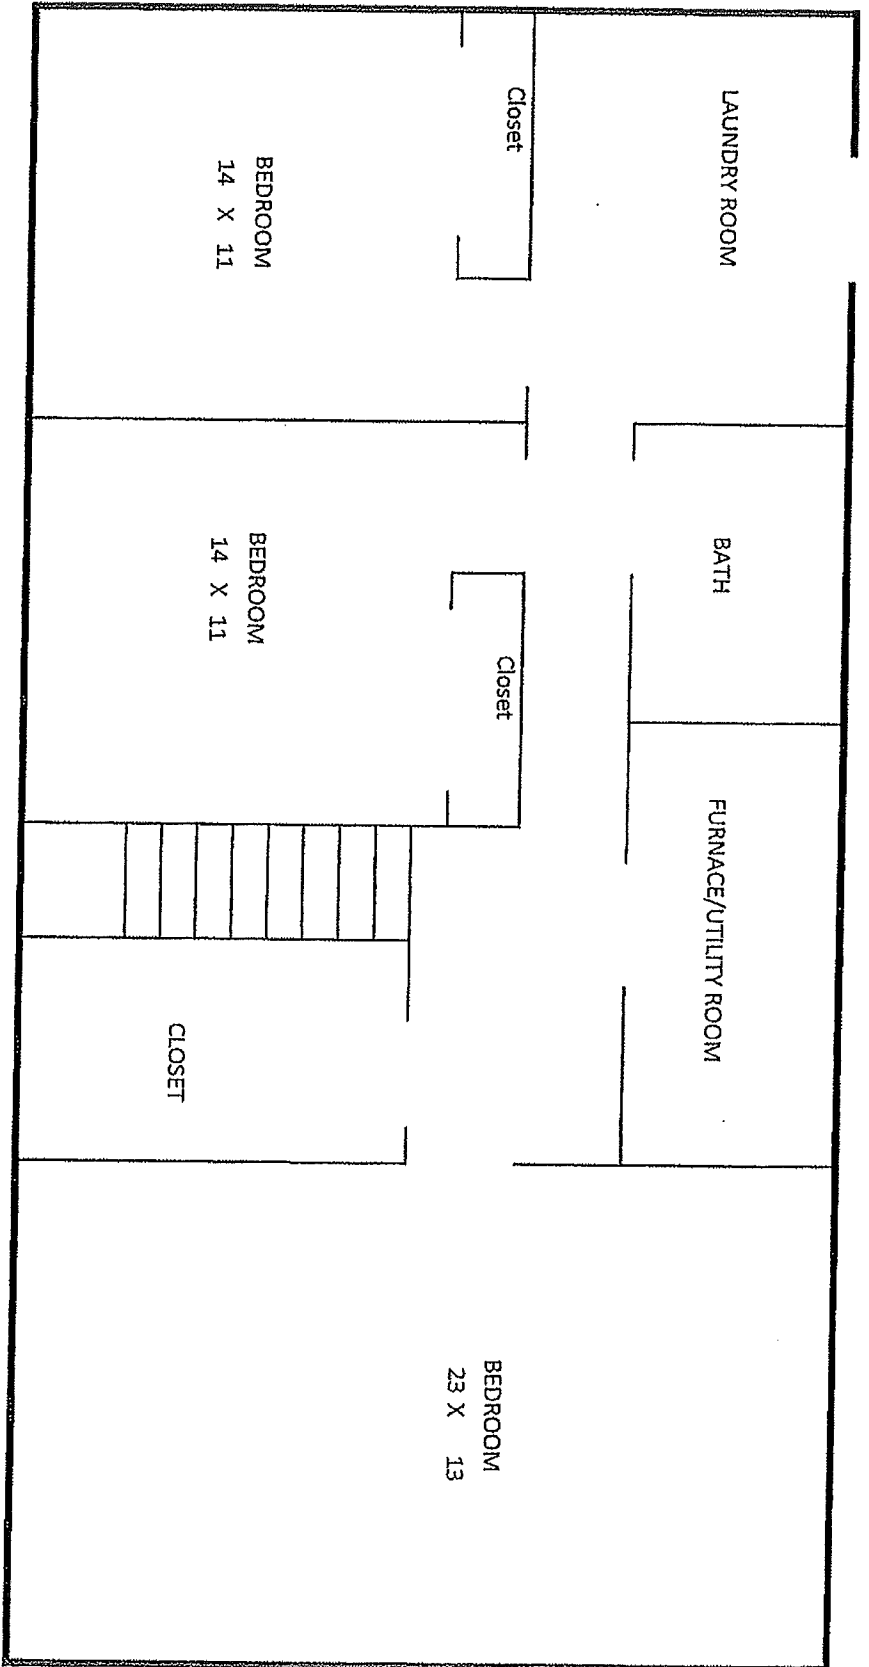 LAUNDRY ROOM
BATH
FURNACE/UTILITY ROOM
Closet
Closet
BEDROOM
14 X 11
BEDROOM
14 X 11
CLOSET
BEDROOM
23 X 13